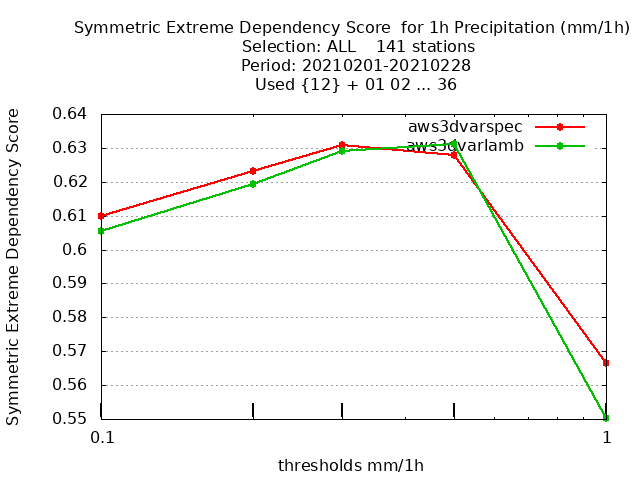 Symmetric Extreme Dependency Score  for 1h Precipitation (mm/1h)
Selection: ALL    141 stations
Period: 20210201-20210228
Used {12} + 01 02 ... 36
Symmetric Extreme Dependency Score
0.64
0.63
0.62
0.61
0.6
0.59
0.58
0.57
0.56
0.55
aws3dvarspec
aws3dvarlamb
0.1
1
thresholds mm/1h